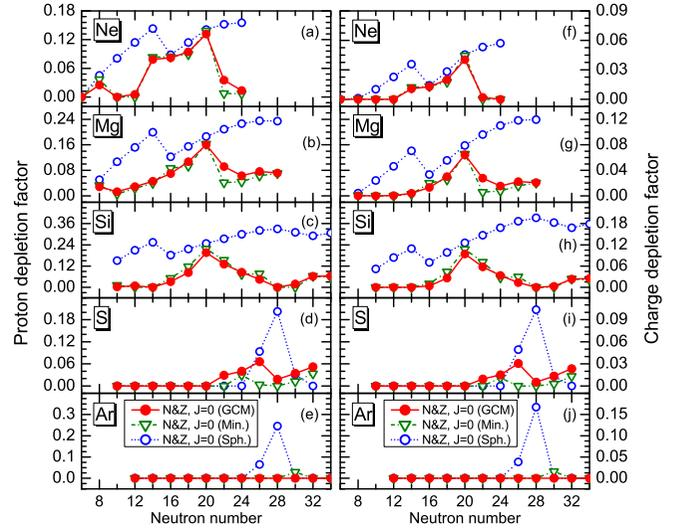 0.18
0.12
0.06
0.00
Ne
(a)
Ne
(f)
0.09
0.06
0.03
0.00
0.24
0.16
0.08
0.00
Mg
(b)
Mg
(g)
0.12
0.08
0.04
0.00
0.36
0.24
0.12
0.00
Si
(c)
Si
(h)
0.18
0.12
0.06
0.00
0.18
0.12
0.06
0.00
S
(d)
S
(i)
0.09
0.06
0.03
0.00
0.3
0.2
0.1
0.0
Ar
N&Z, J=0 (GCM)
N&Z, J=0 (Min.)
N&Z, J=0 (Sph.)
(e)
Ar
N&Z, J=0 (GCM)
N&Z, J=0 (Min.)
N&Z, J=0 (Sph.)
(j)
0.15
0.10
0.05
0.00
8 12 16 20 24 28 32
8 12 16 20 24 28 32
Neutron number
Neutron number
Proton depletion factor
Charge depletion factor